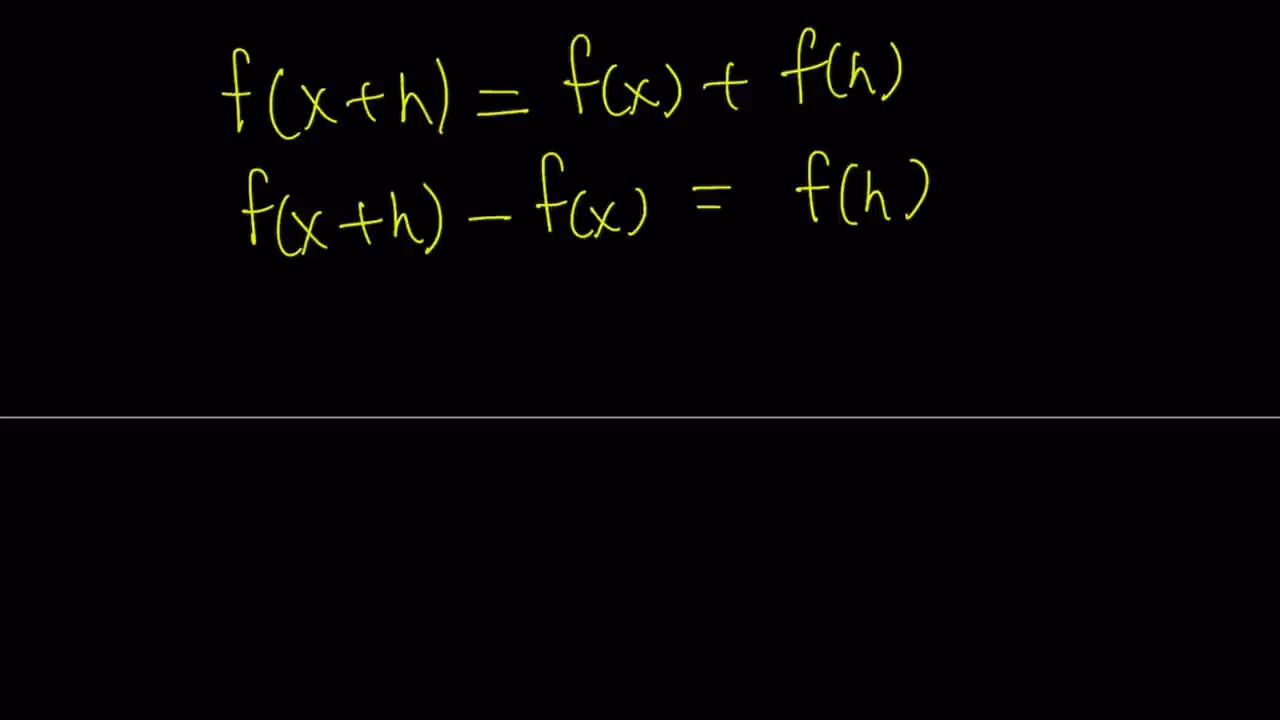 f(x+h) = f(x) + f(h)
f(x+h) - f(x) = f(h)